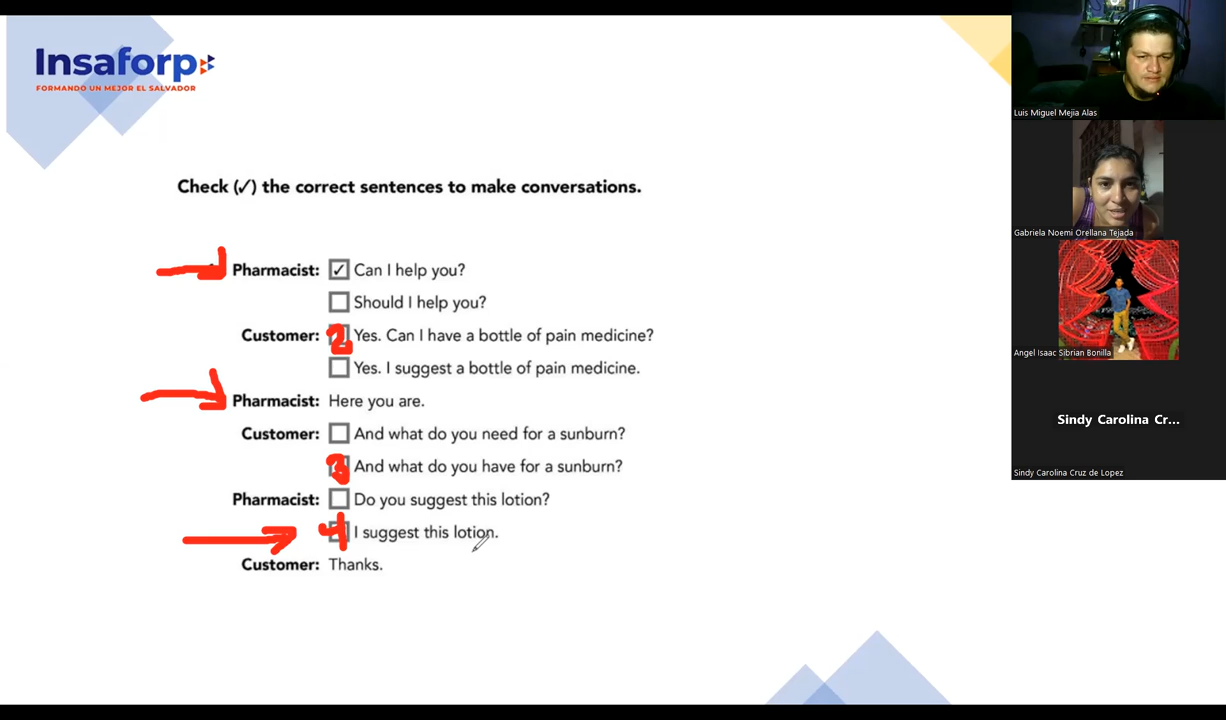 Insaforp
FORMANDO UN MEJOR EL SALVADOR
Check (✓) the correct sentences to make conversations.
Pharmacist: ✓ Can I help you?
Should I help you?
Customer: 2 Yes. Can I have a bottle of pain medicine?
Yes. I suggest a bottle of pain medicine.
Pharmacist: Here you are.
Customer: And what do you need for a sunburn?
3 And what do you have for a sunburn?
Pharmacist: Do you suggest this lotion?
4 I suggest this lotion.
Customer: Thanks.
Luis Miguel Mejia Alas
Gabriela Noemi Orellana Tejada
Angel Isaac Sibrian Bonilla
Sindy Carolina Cr...
Sindy Carolina Cruz de Lopez